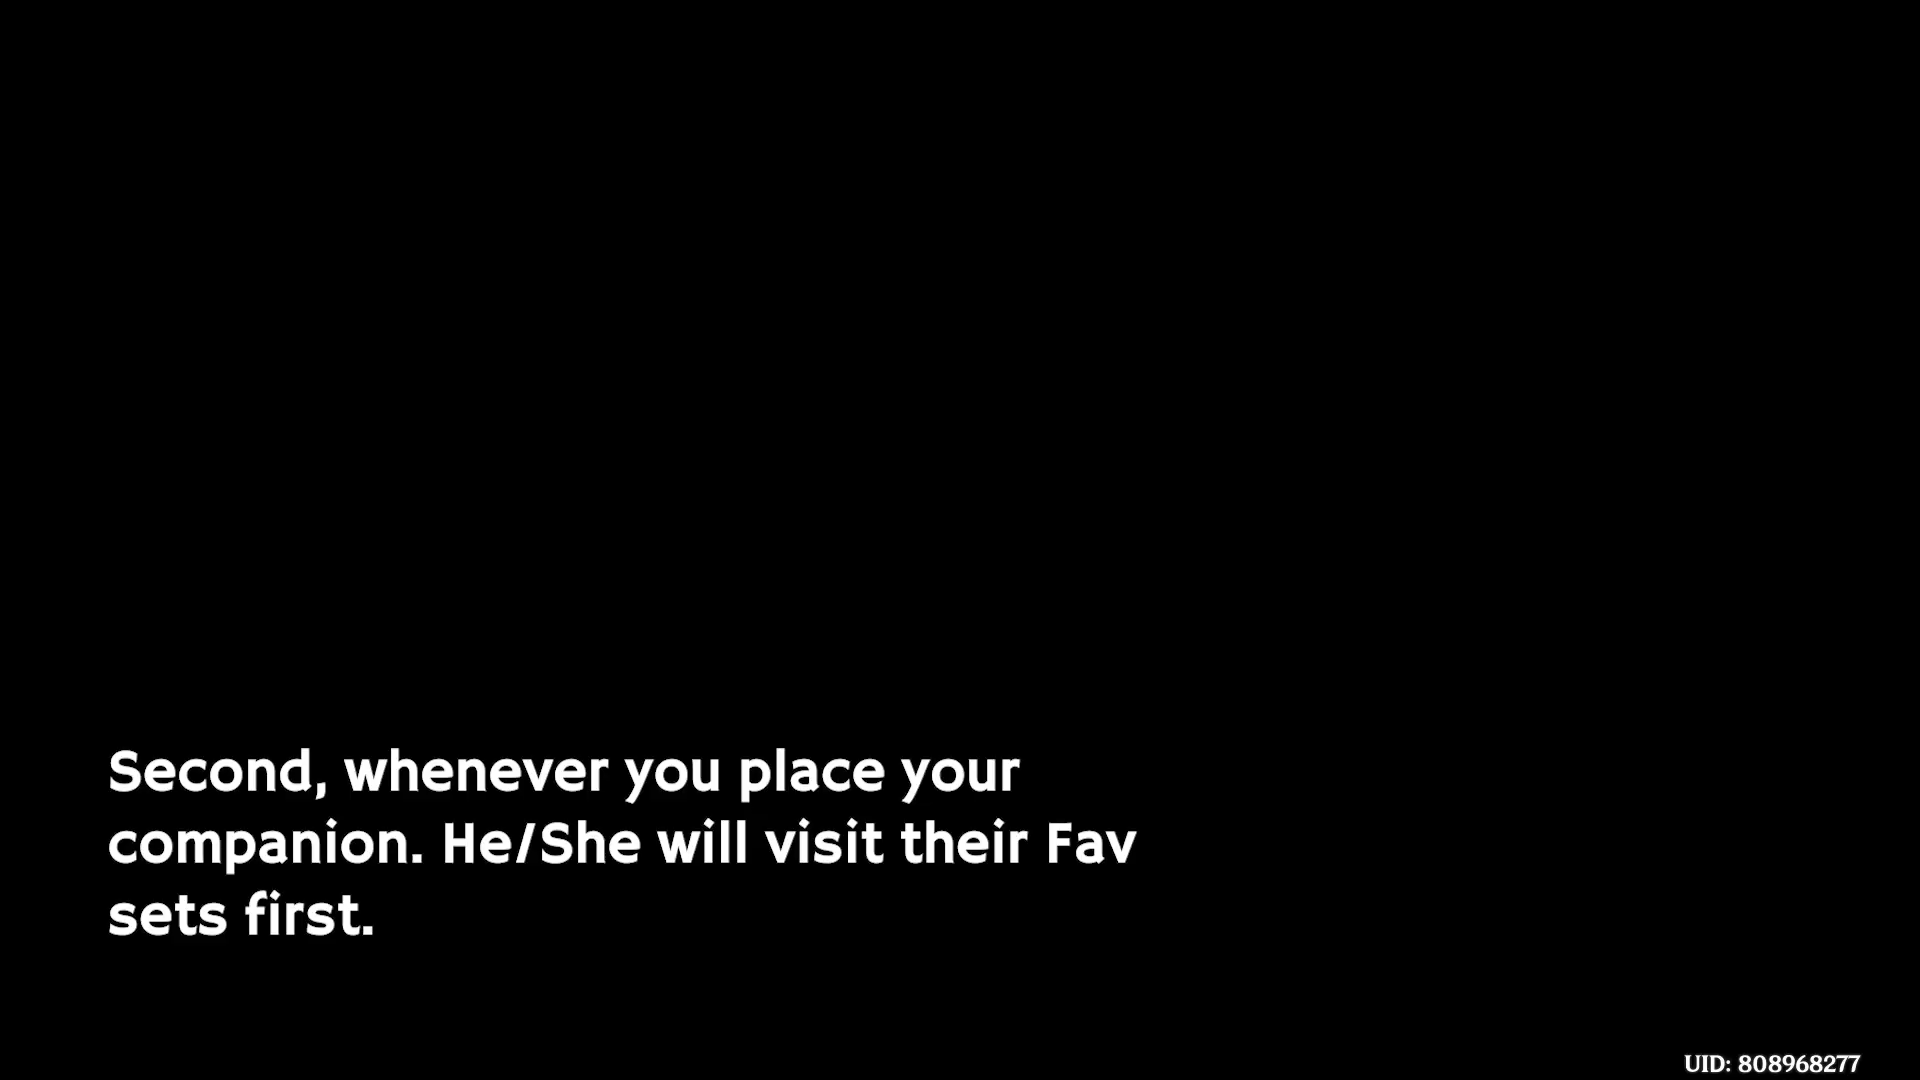 Second, whenever you place your
companion. He/She will visit their Fav
sets first.
UID: 808968277